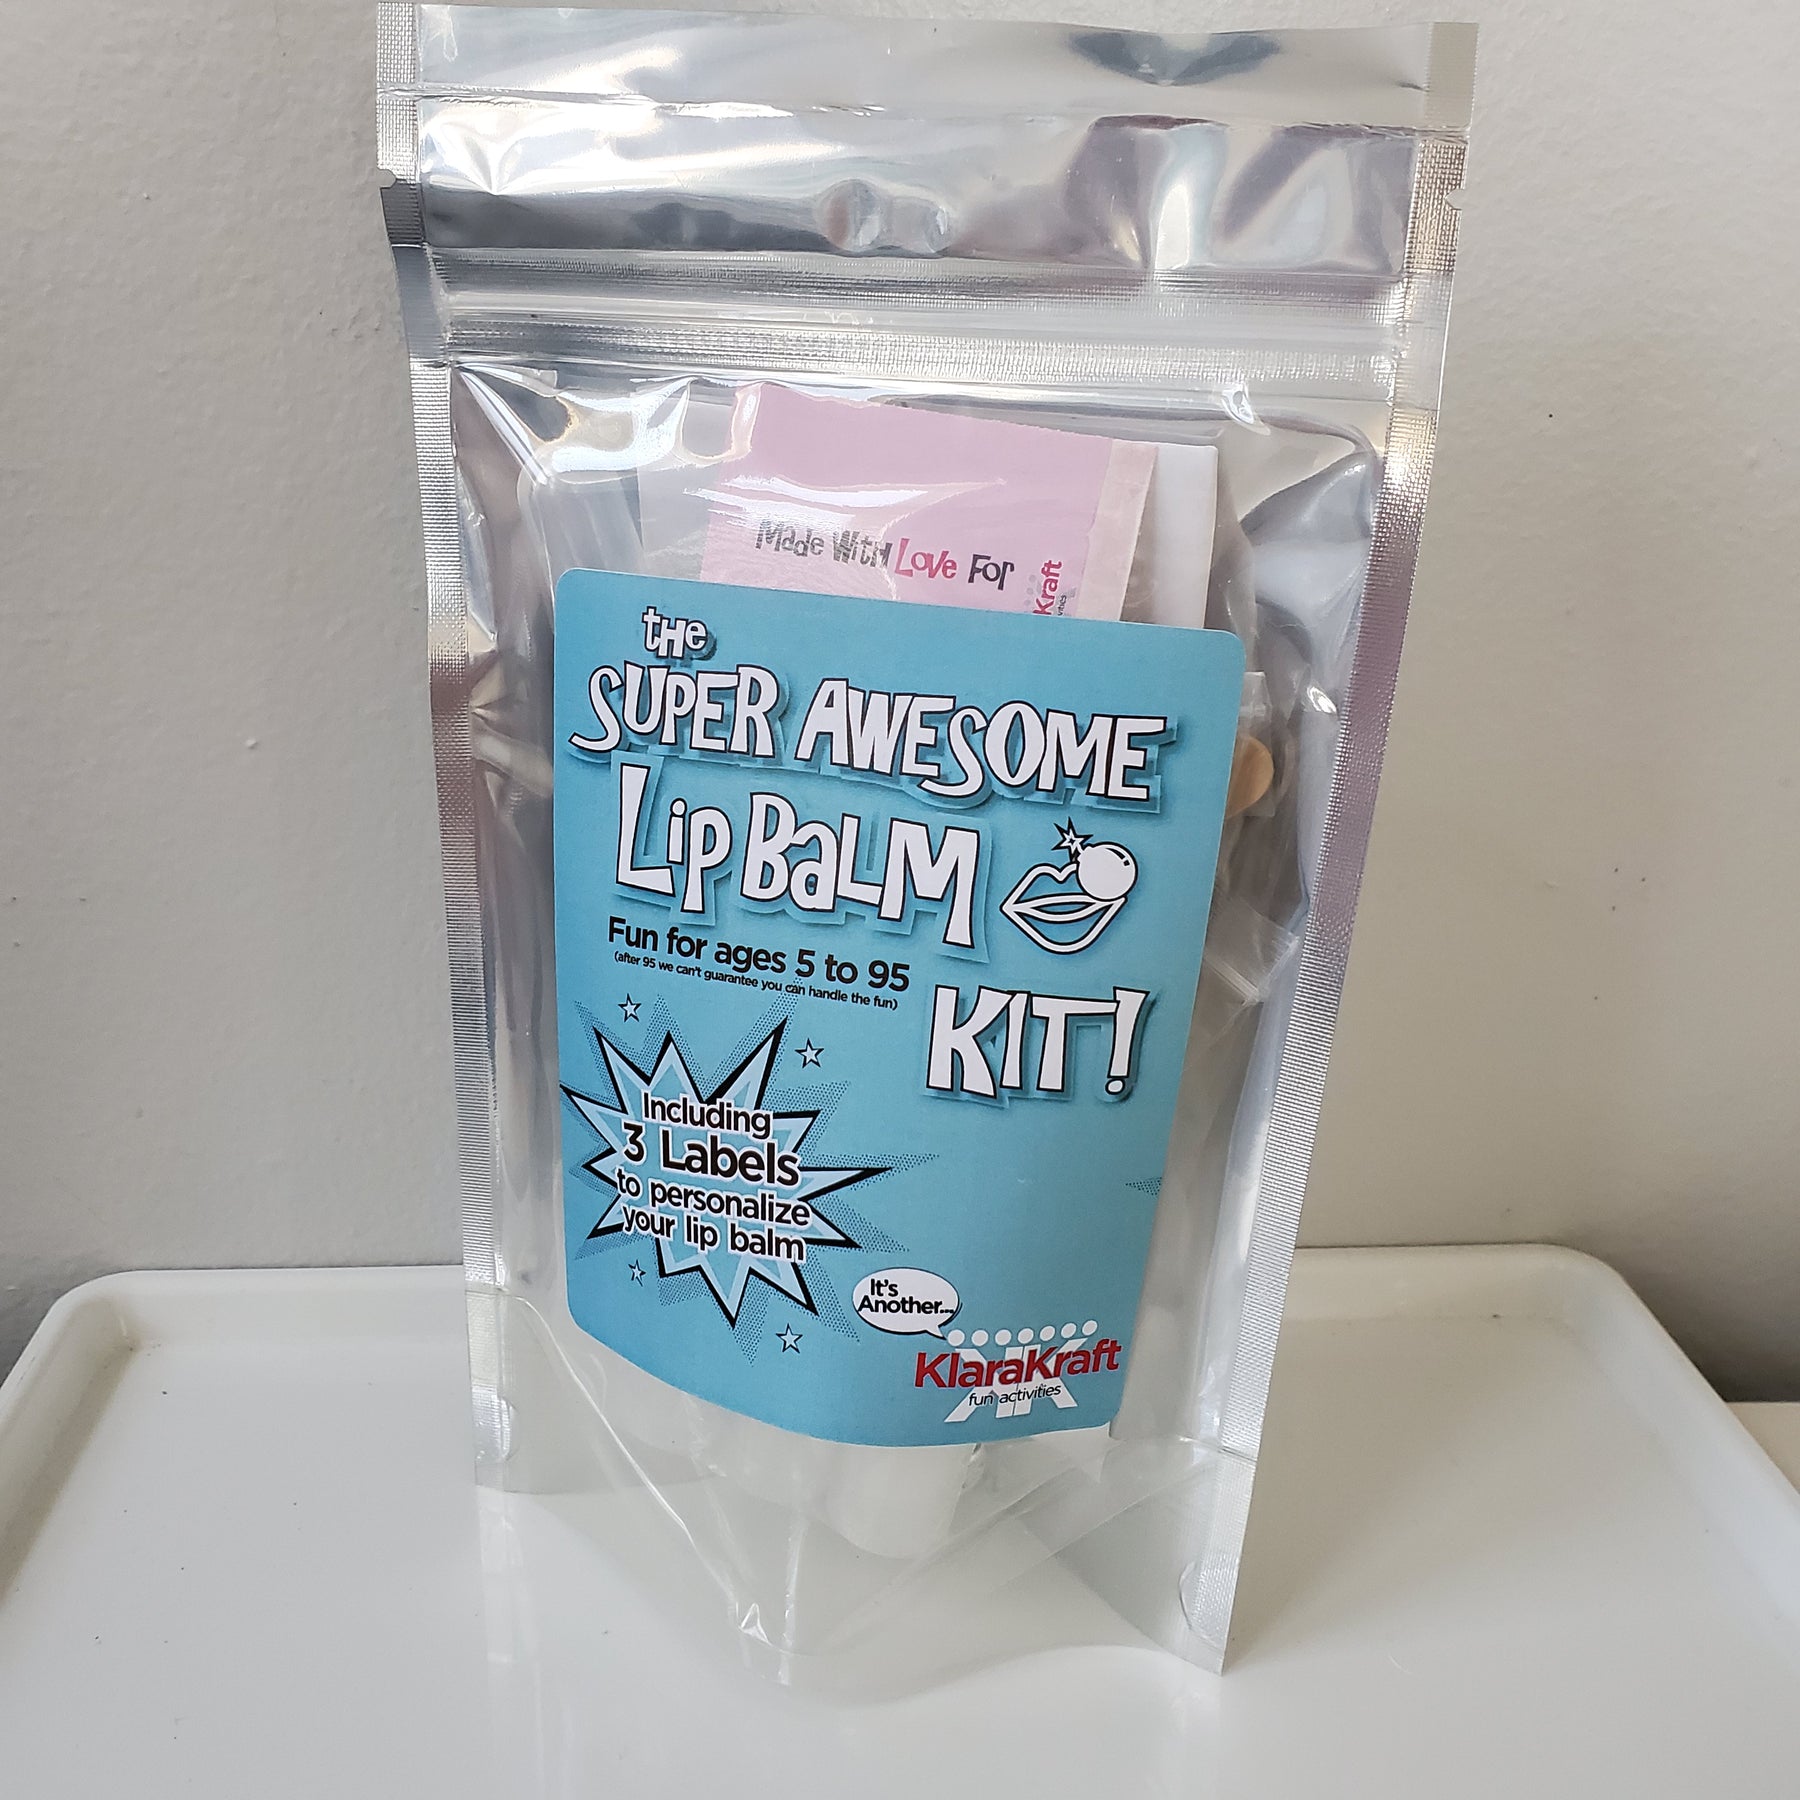 Made With Love For
Kraft
the
SUPER AWESOME
Lip BaLM
Fun for ages 5 to 95
(after 95 we can't guarantee you can handle the fun)
KIT!
Including
3 Labels
to personalize
your lip balm
It's
Another...
KlaraKraft
fun activities